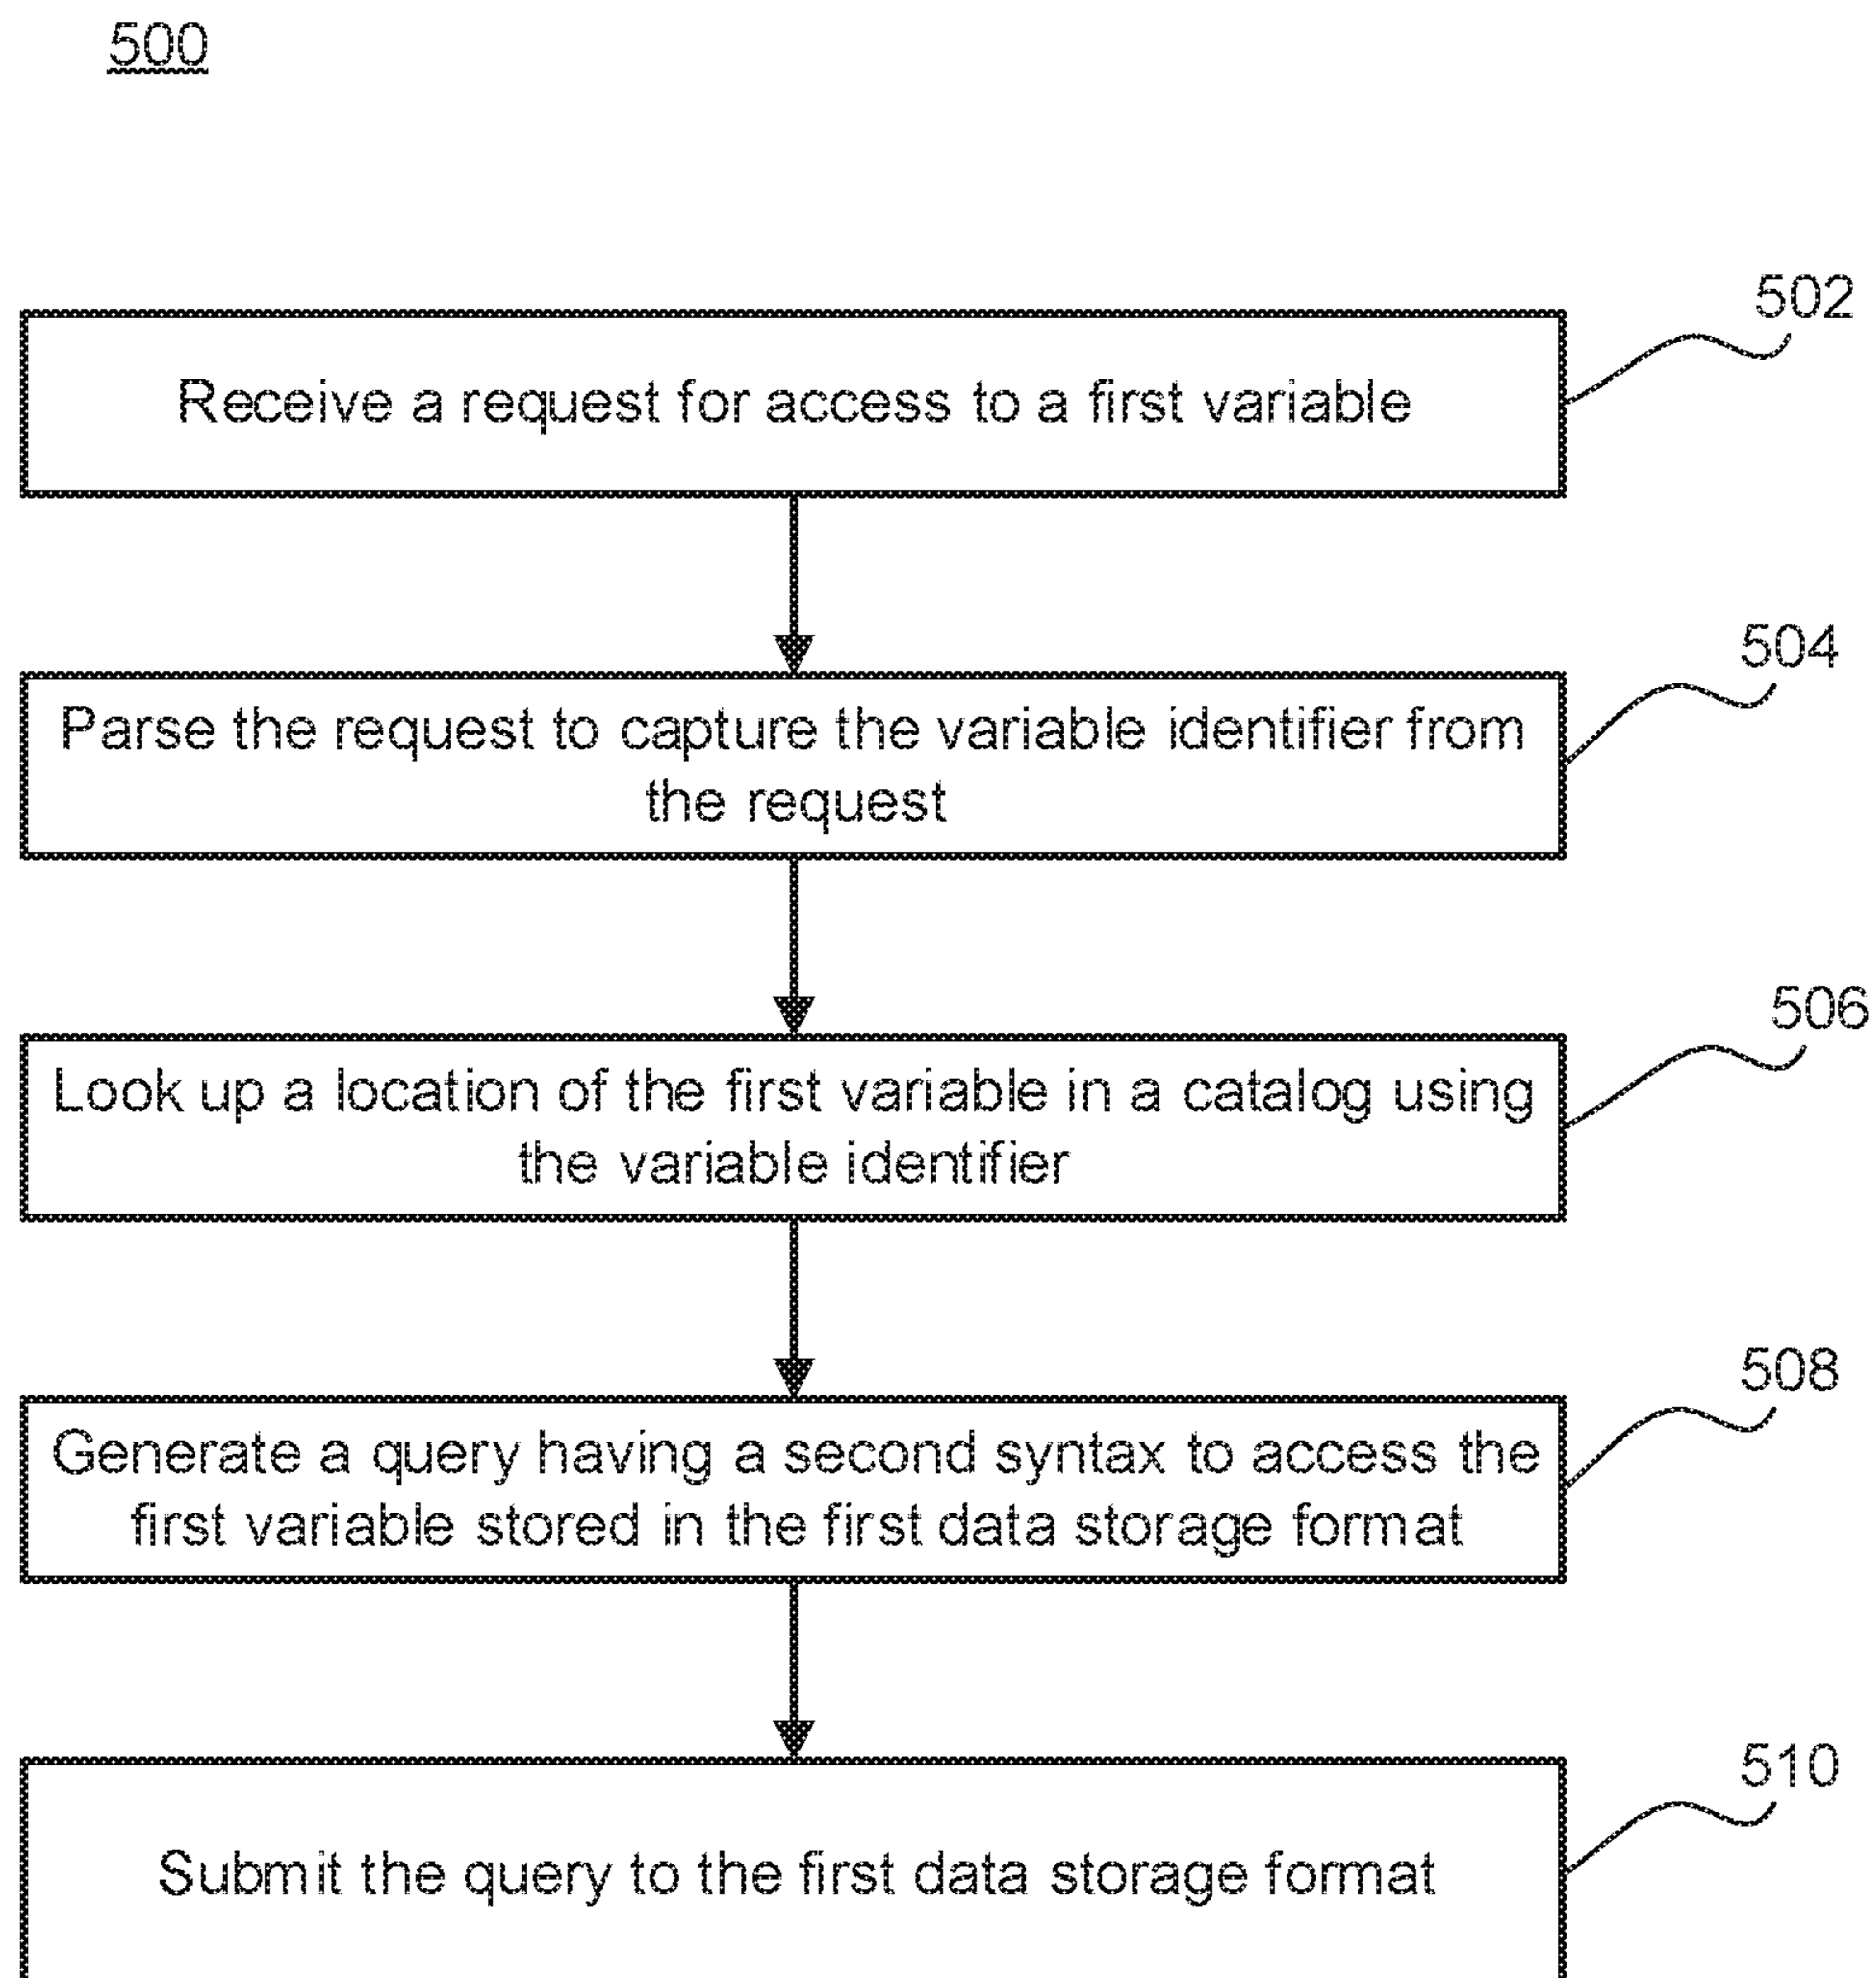 500
502
Receive a request for access to a first variable
504
Parse the request to capture the variable identifier from
the request
506
Look up a location of the first variable in a catalog using
the variable identifier
508
Generate a query having a second syntax to access the
first variable stored in the first data storage format
510
Submit the query to the first data storage format